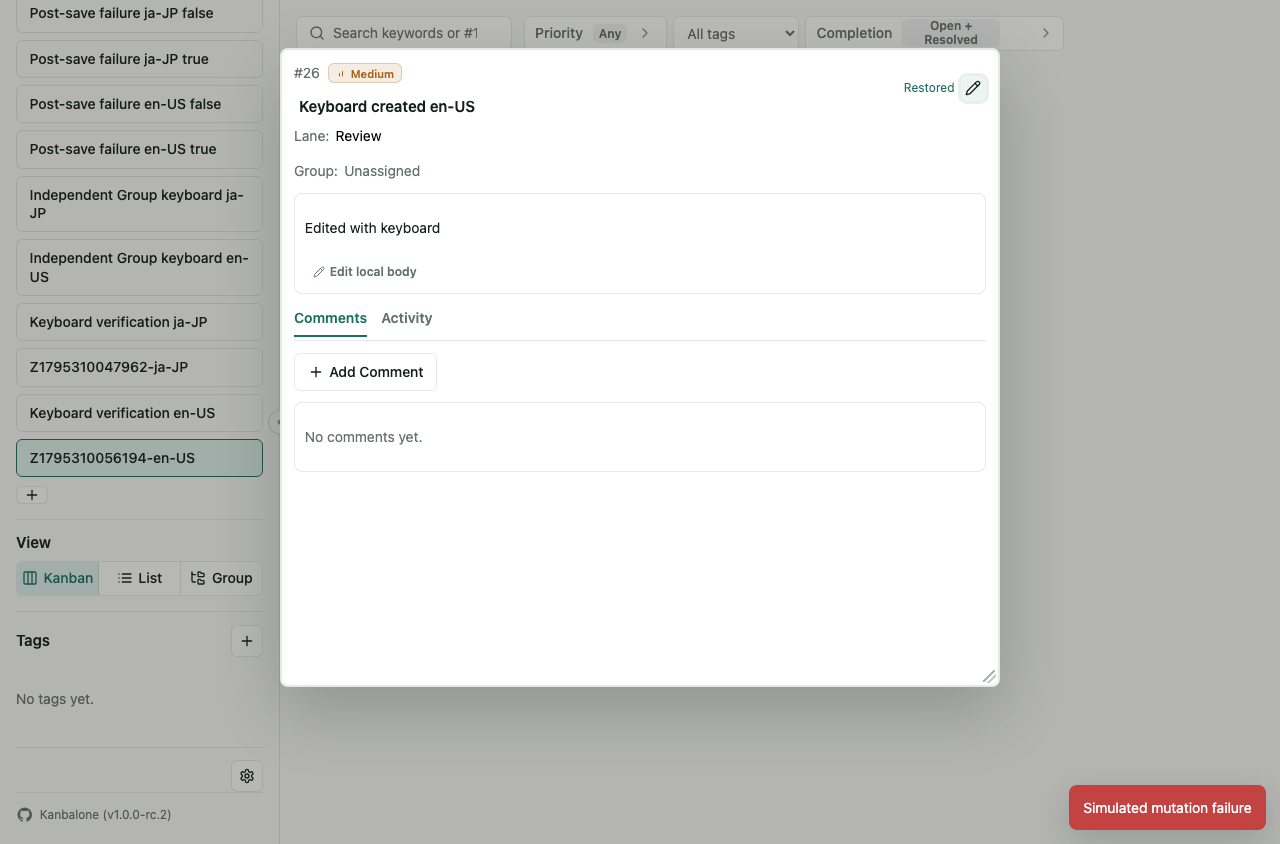 Post-save failure ja-JP false
Post-save failure ja-JP true
Post-save failure en-US false
Post-save failure en-US true
Independent Group keyboard ja-
JP
Independent Group keyboard en-
US
Keyboard verification ja-JP
Z1795310047962-ja-JP
Keyboard verification en-US
Z1795310056194-en-US
View
Kanban
List
Group
Tags
No tags yet.
Kanbalone (v1.0.0-rc.2)
Search keywords or #1
Priority
Any
All tags
Completion
Open +
Resolved
#26
Medium
Restored
Keyboard created en-US
Lane: Review
Group: Unassigned
Edited with keyboard
Edit local body
Comments
Activity
Add Comment
No comments yet.
Simulated mutation failure